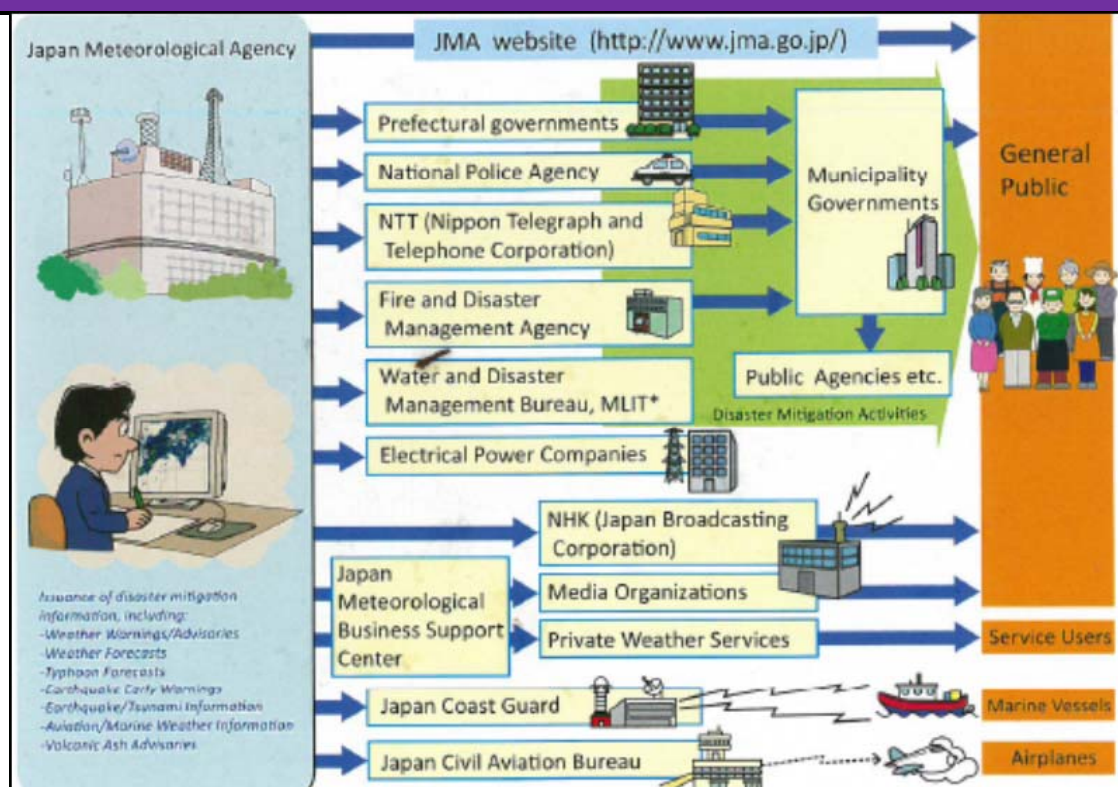 Japan Meteorological Agency
JMA website (http://www.jma.go.jp/)
Prefectural governments
National Police Agency
NTT (Nippon Telegraph and
Telephone Corporation)
Fire and Disaster
Management Agency
Water and Disaster
Management Bureau, MLIT*
Electrical Power Companies
Municipality
Governments
Public Agencies etc.
Disaster Mitigation Activities
General
Public
NHK (Japan Broadcasting
Corporation)
Japan
Meteorological
Business Support
Center
Media Organizations
Private Weather Services
Service Users
Japan Coast Guard
Marine Vessels
Japan Civil Aviation Bureau
Airplanes
Issuance of disaster mitigation
information, including:
-Weather Warnings/Advisories
-Weather Forecasts
-Typhoon Forecasts
-Earthquake Early Warnings
-Earthquake/Tsunami Information
-Aviation/Marine Weather Information
-Volcanic Ash Advisories